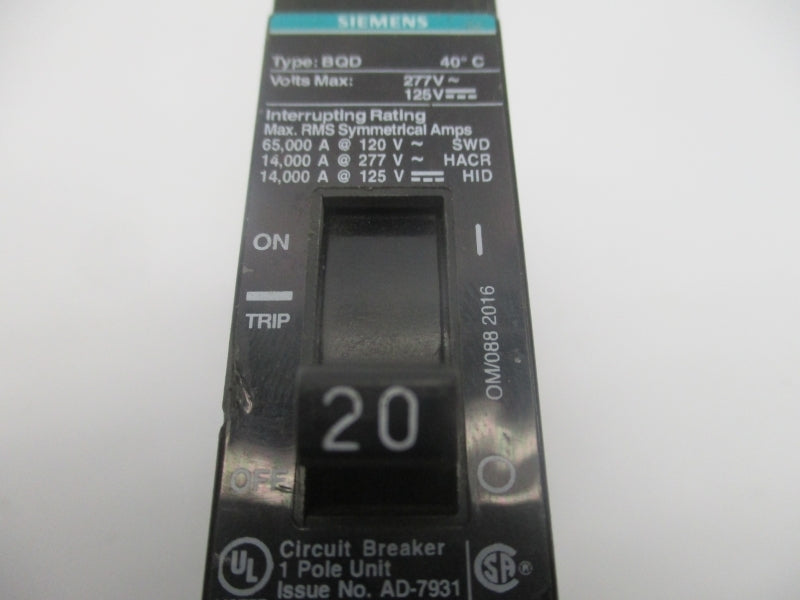 SIEMENS
Type: BQD 40° C
Volts Max: 277V ~
125V ⎓
Interrupting Rating
Max. RMS Symmetrical Amps
65,000 A @ 120 V ~ SWD
14,000 A @ 277 V ~ HACR
14,000 A @ 125 V ⎓ HID
ON I
TRIP
OM/088 2016
20
OFF O
UL
Circuit Breaker
1 Pole Unit
Issue No. AD-7931
SA ®